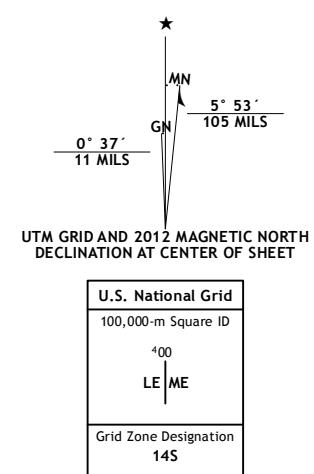 ★
MN
5° 53´
105 MILS
GN
0° 37´
11 MILS
UTM GRID AND 2012 MAGNETIC NORTH
DECLINATION AT CENTER OF SHEET
U.S. National Grid
100,000-m Square ID
⁴00
LE ME
Grid Zone Designation
14S